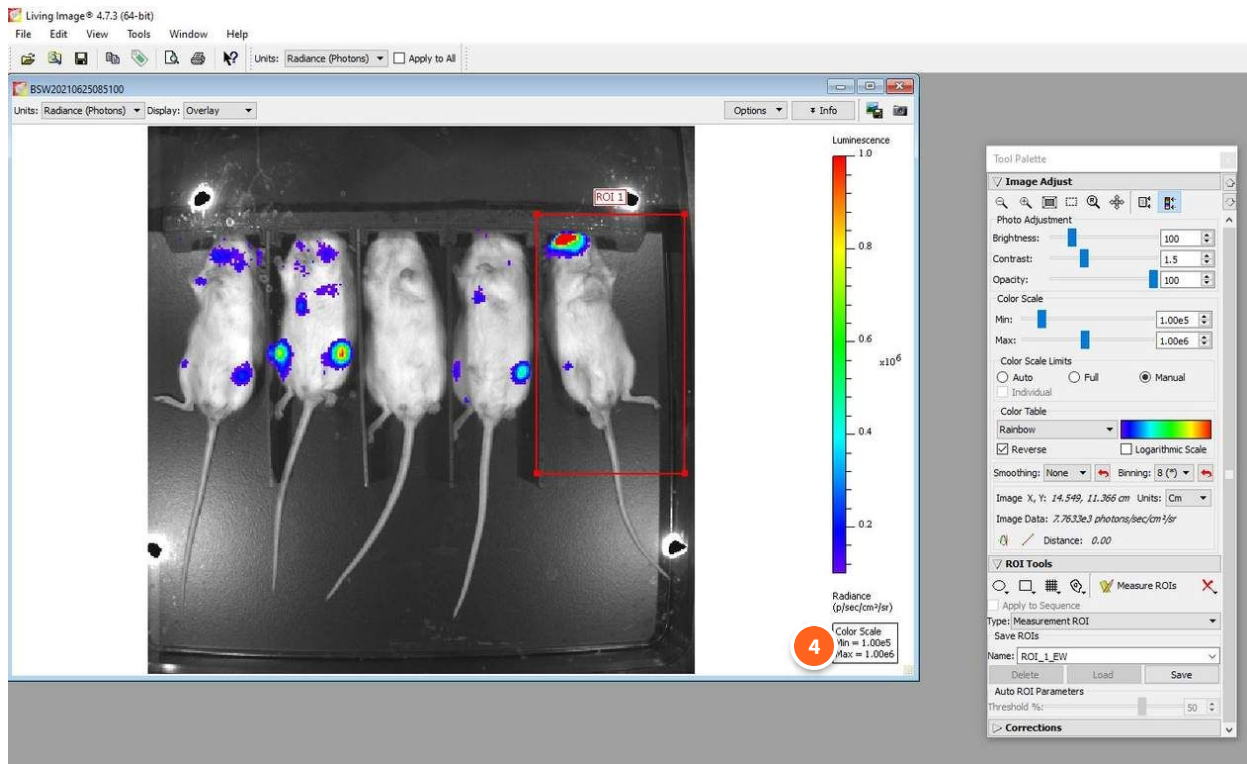 Living Image® 4.7.3 (64-bit)
File Edit View Tools Window Help
Units: Radiance (Photons) Apply to All
BSW20210625085100
Units: Radiance (Photons) Display: Overlay Options Info
Luminescence
1.0
0.8
0.6
x10⁶
0.4
0.2
ROI 1
Radiance
(p/sec/cm²/sr)
Color Scale
Min = 1.00e5
Max = 1.00e6
4
Tool Palette
Image Adjust
Photo Adjustment
Brightness: 100
Contrast: 1.5
Opacity: 100
Color Scale
Min: 1.00e5
Max: 1.00e6
Color Scale Limits
Auto Full Manual
Individual
Color Table
Rainbow
Reverse Logarithmic Scale
Smoothing: None Binning: 8 (*)
Image X, Y: 14.549, 11.366 cm Units: Cm
Image Data: 7.7633e3 photons/sec/cm²/sr
Distance: 0.00
ROI Tools
Measure ROIs
Apply to Sequence
Type: Measurement ROI
Save ROIs
Name: ROI_1_EW
Delete Load Save
Auto ROI Parameters
Threshold %: 50
Corrections